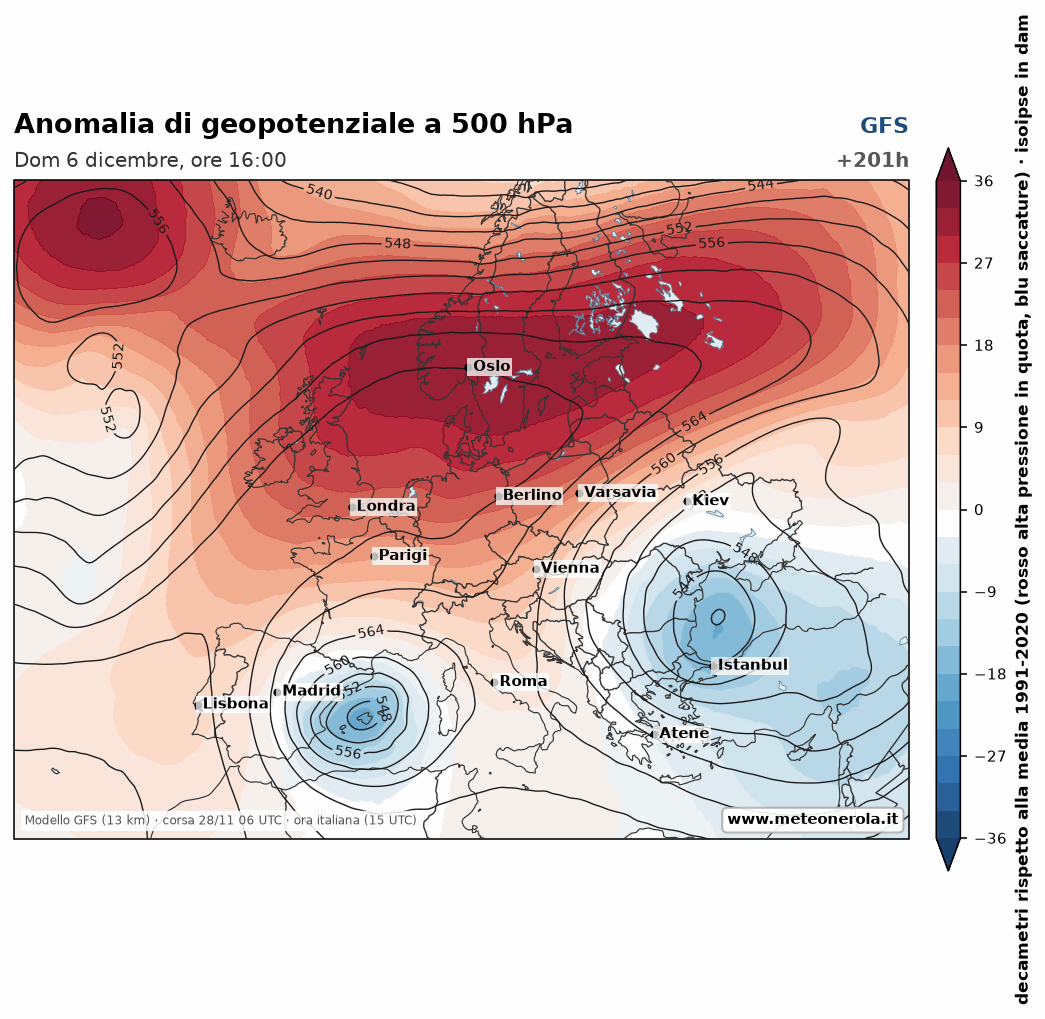 Anomalia di geopotenziale a 500 hPa
GFS
Dom 6 dicembre, ore 16:00
+201h
540
544
556
548
552
556
552
552
Oslo
564
560
556
Londra
Berlino
Varsavia
Kiev
Parigi
Vienna
548
544
564
560
Madrid
52
548
Lisbona
Roma
Istanbul
556
Atene
Modello GFS (13 km) · corsa 28/11 06 UTC · ora italiana (15 UTC)
www.meteonerola.it
36
27
18
9
0
−9
−18
−27
−36
decametri rispetto alla media 1991-2020 (rosso alta pressione in quota, blu saccature) · isoipse in dam